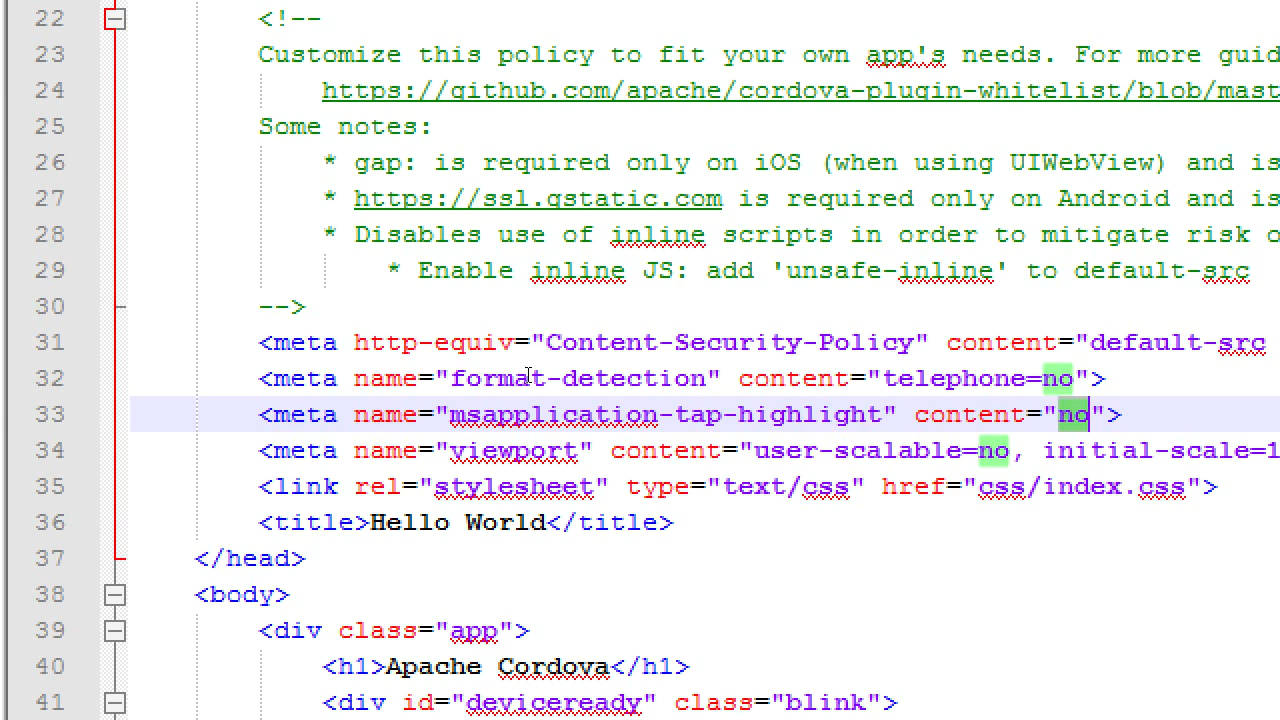 22 <!--
23 Customize this policy to fit your own app's needs. For more guid
24 https://github.com/apache/cordova-plugin-whitelist/blob/mast
25 Some notes:
26 * gap: is required only on iOS (when using UIWebView) and is
27 * https://ssl.gstatic.com is required only on Android and is
28 * Disables use of inline scripts in order to mitigate risk o
29 * Enable inline JS: add 'unsafe-inline' to default-src
30 -->
31 <meta http-equiv="Content-Security-Policy" content="default-src
32 <meta name="format-detection" content="telephone=no">
33 <meta name="msapplication-tap-highlight" content="no">
34 <meta name="viewport" content="user-scalable=no, initial-scale=1
35 <link rel="stylesheet" type="text/css" href="css/index.css">
36 <title>Hello World</title>
37 </head>
38 <body>
39 <div class="app">
40 <h1>Apache Cordova</h1>
41 <div id="deviceready" class="blink">